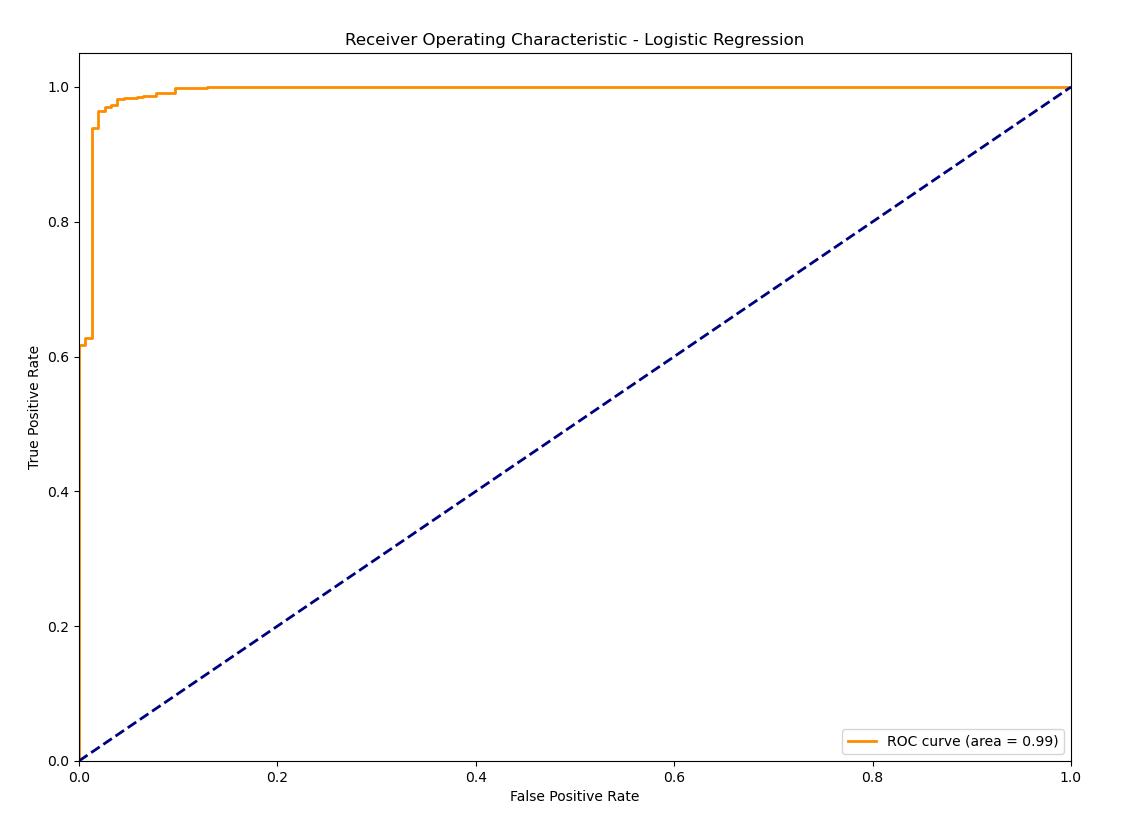 Receiver Operating Characteristic - Logistic Regression
1.0
0.8
0.6
0.4
0.2
0.0
True Positive Rate
ROC curve (area = 0.99)
0.0 0.2 0.4 0.6 0.8 1.0
False Positive Rate